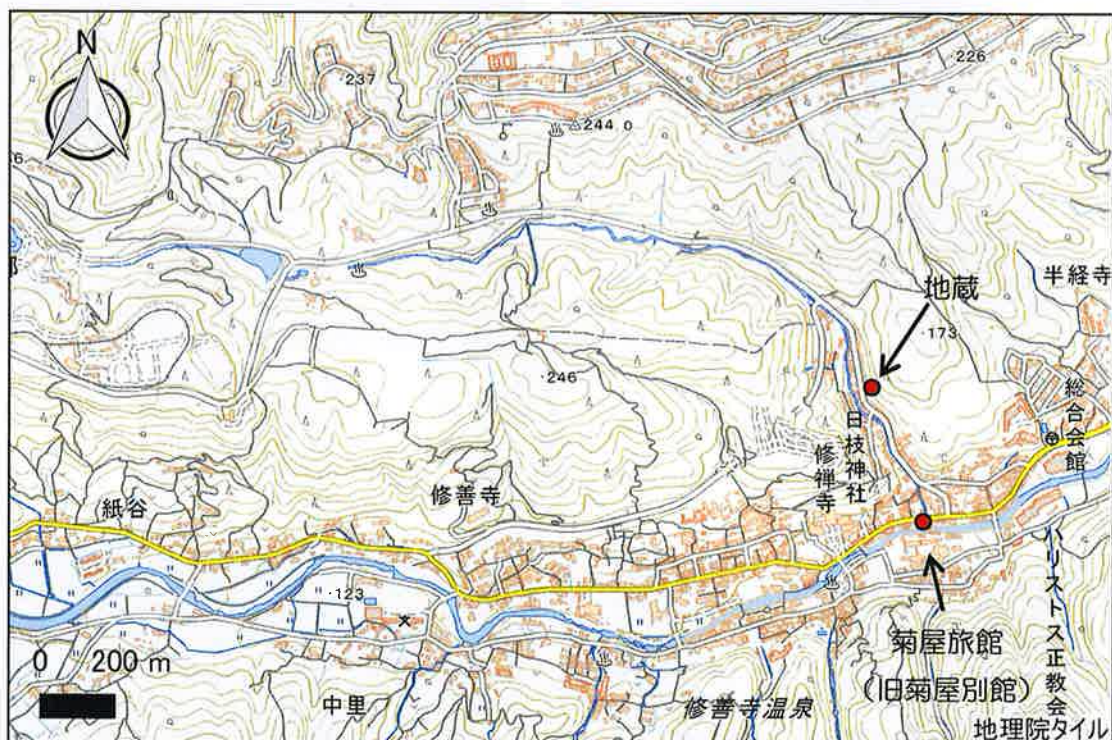 N
・237
・226
244.0
6.
部
地蔵
半経寺
・173
・246
総合会館
日枝神社
修禅寺
修善寺
紙谷
・123
ハリスト正教会
菊屋旅館
(旧菊屋別館)
0 200 m
中里
修善寺温泉
地理院タイル